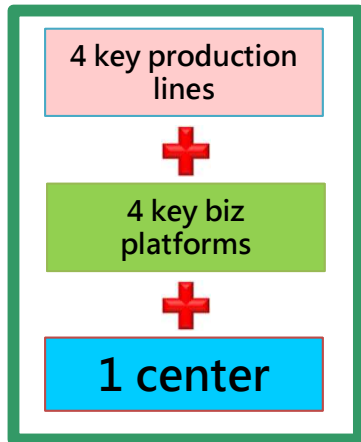 4 key production
lines
4 key biz
platforms
1 center